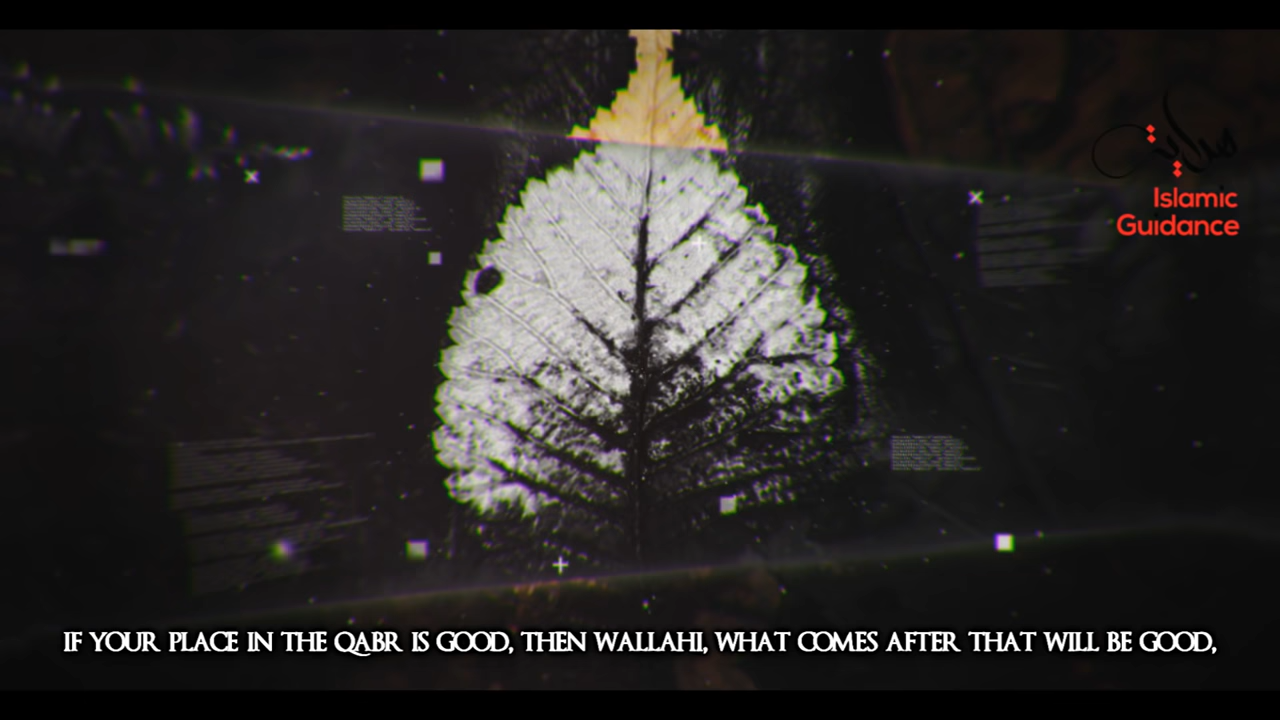 هداية
Islamic
Guidance
IF YOUR PLACE IN THE QABR IS GOOD, THEN WALLAHI, WHAT COMES AFTER THAT WILL BE GOOD,